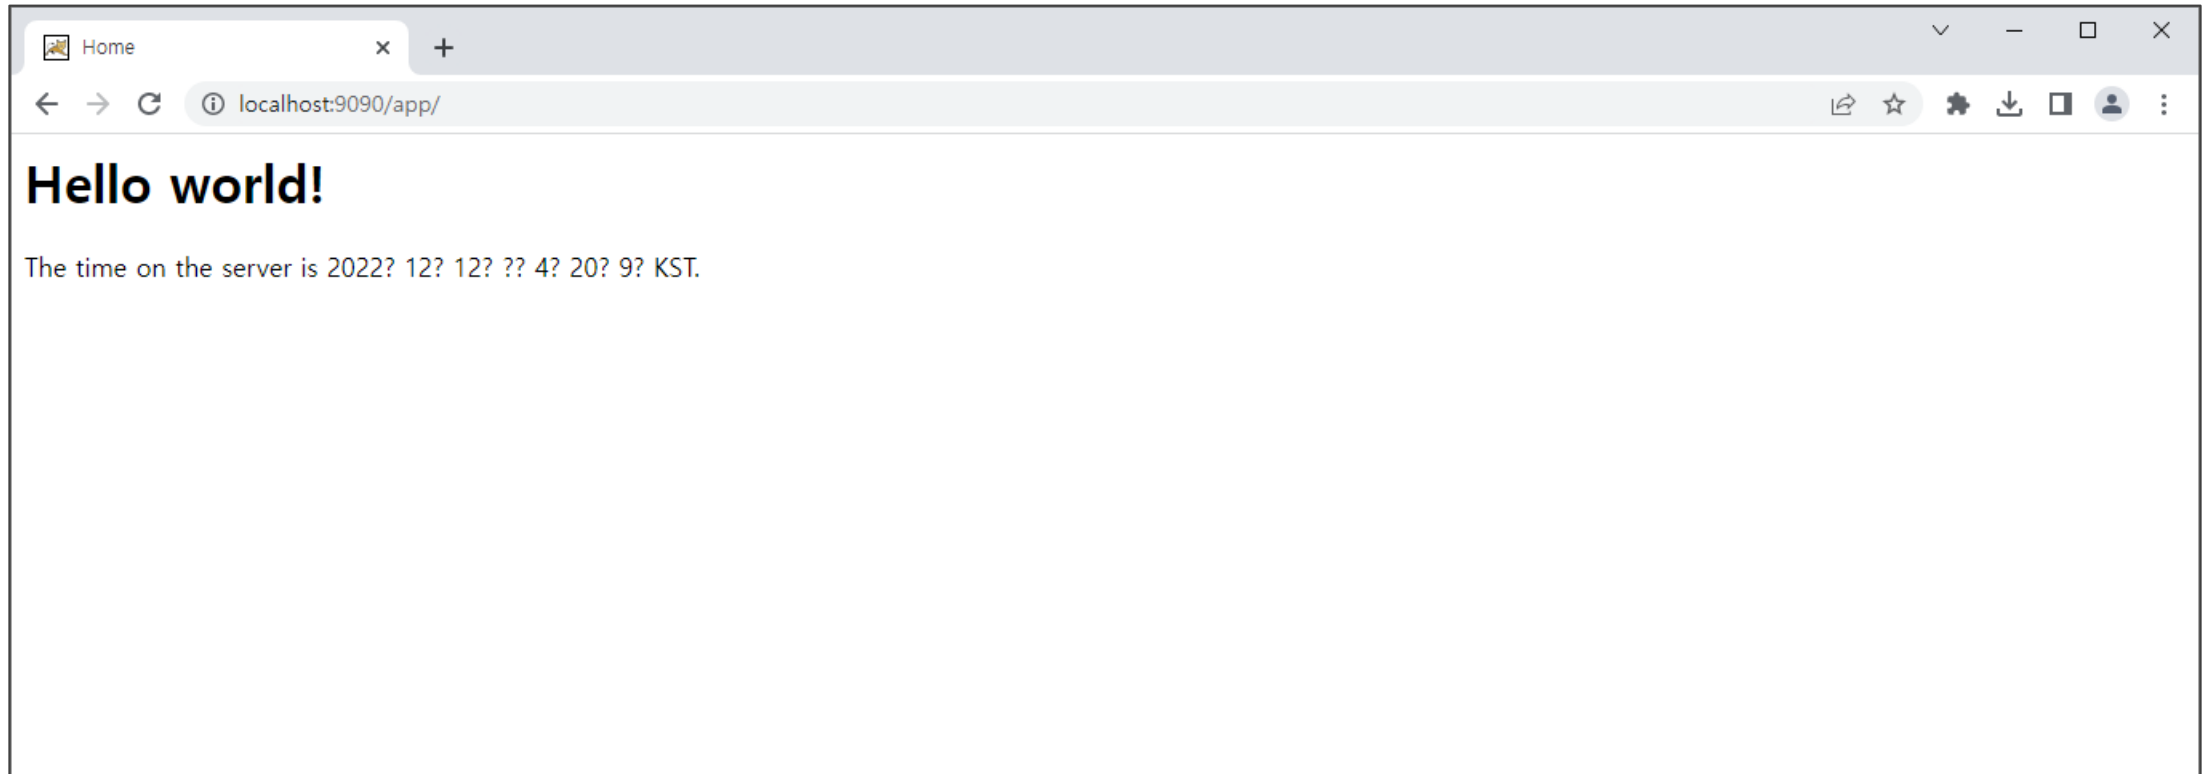 Home
localhost:9090/app/
Hello world!
The time on the server is 2022? 12? 12? ?? 4? 20? 9? KST.